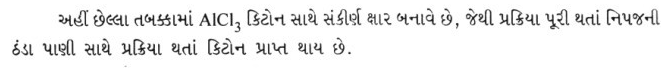 અહીં છેલ્લા તબક્કામાં AlCl₃ કિટોન સાથે સંકીર્ણ ક્ષાર બનાવે છે, જેથી પ્રક્રિયા પૂરી થતાં નિપજની
ઠંડા પાણી સાથે પ્રક્રિયા થતાં કિટોન પ્રાપ્ત થાય છે.